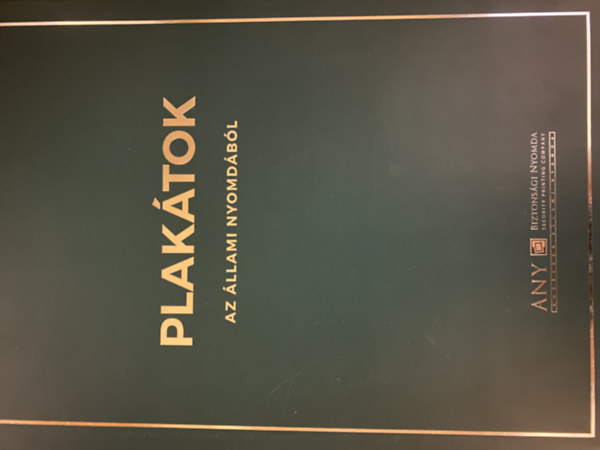 PLAKÁTOK
AZ ÁLLAMI NYOMDÁBÓL
ANY
BIZTONSÁGI NYOMDA
SECURITY PRINTING COMPANY